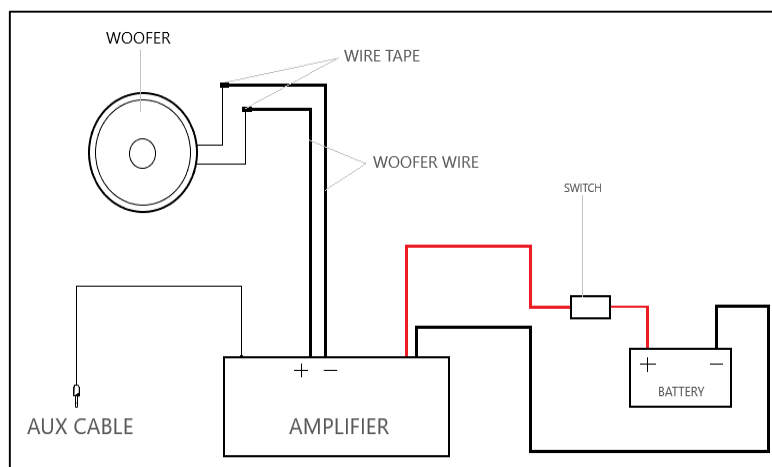 WOOFER
WIRE TAPE
WOOFER WIRE
SWITCH
+ −
+ −
BATTERY
AUX CABLE
AMPLIFIER